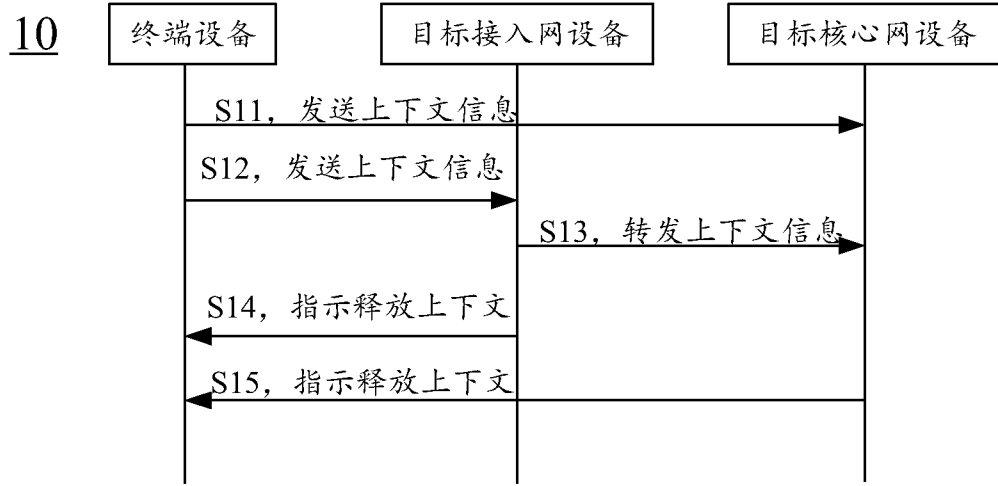 10
终端设备
目标接入网设备
目标核心网设备
S11，发送上下文信息
S12，发送上下文信息
S13，转发上下文信息
S14，指示释放上下文
S15，指示释放上下文